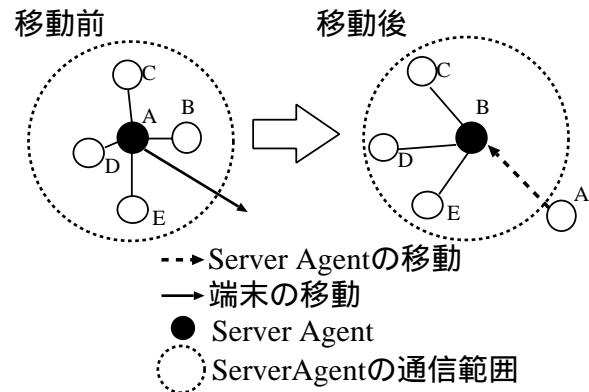 移動前
移動後
C
A
B
D
E
C
B
D
E
A
Server Agentの移動
端末の移動
Server Agent
ServerAgentの通信範囲